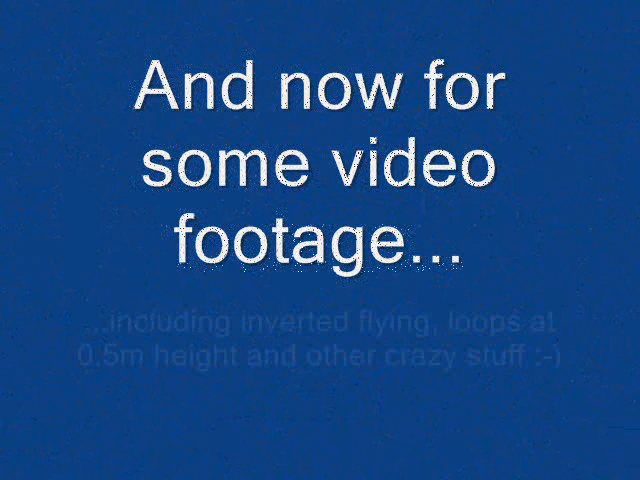 And now for
some video
footage...
...including inverted flying, loops at
0.5m height and other crazy stuff :-)